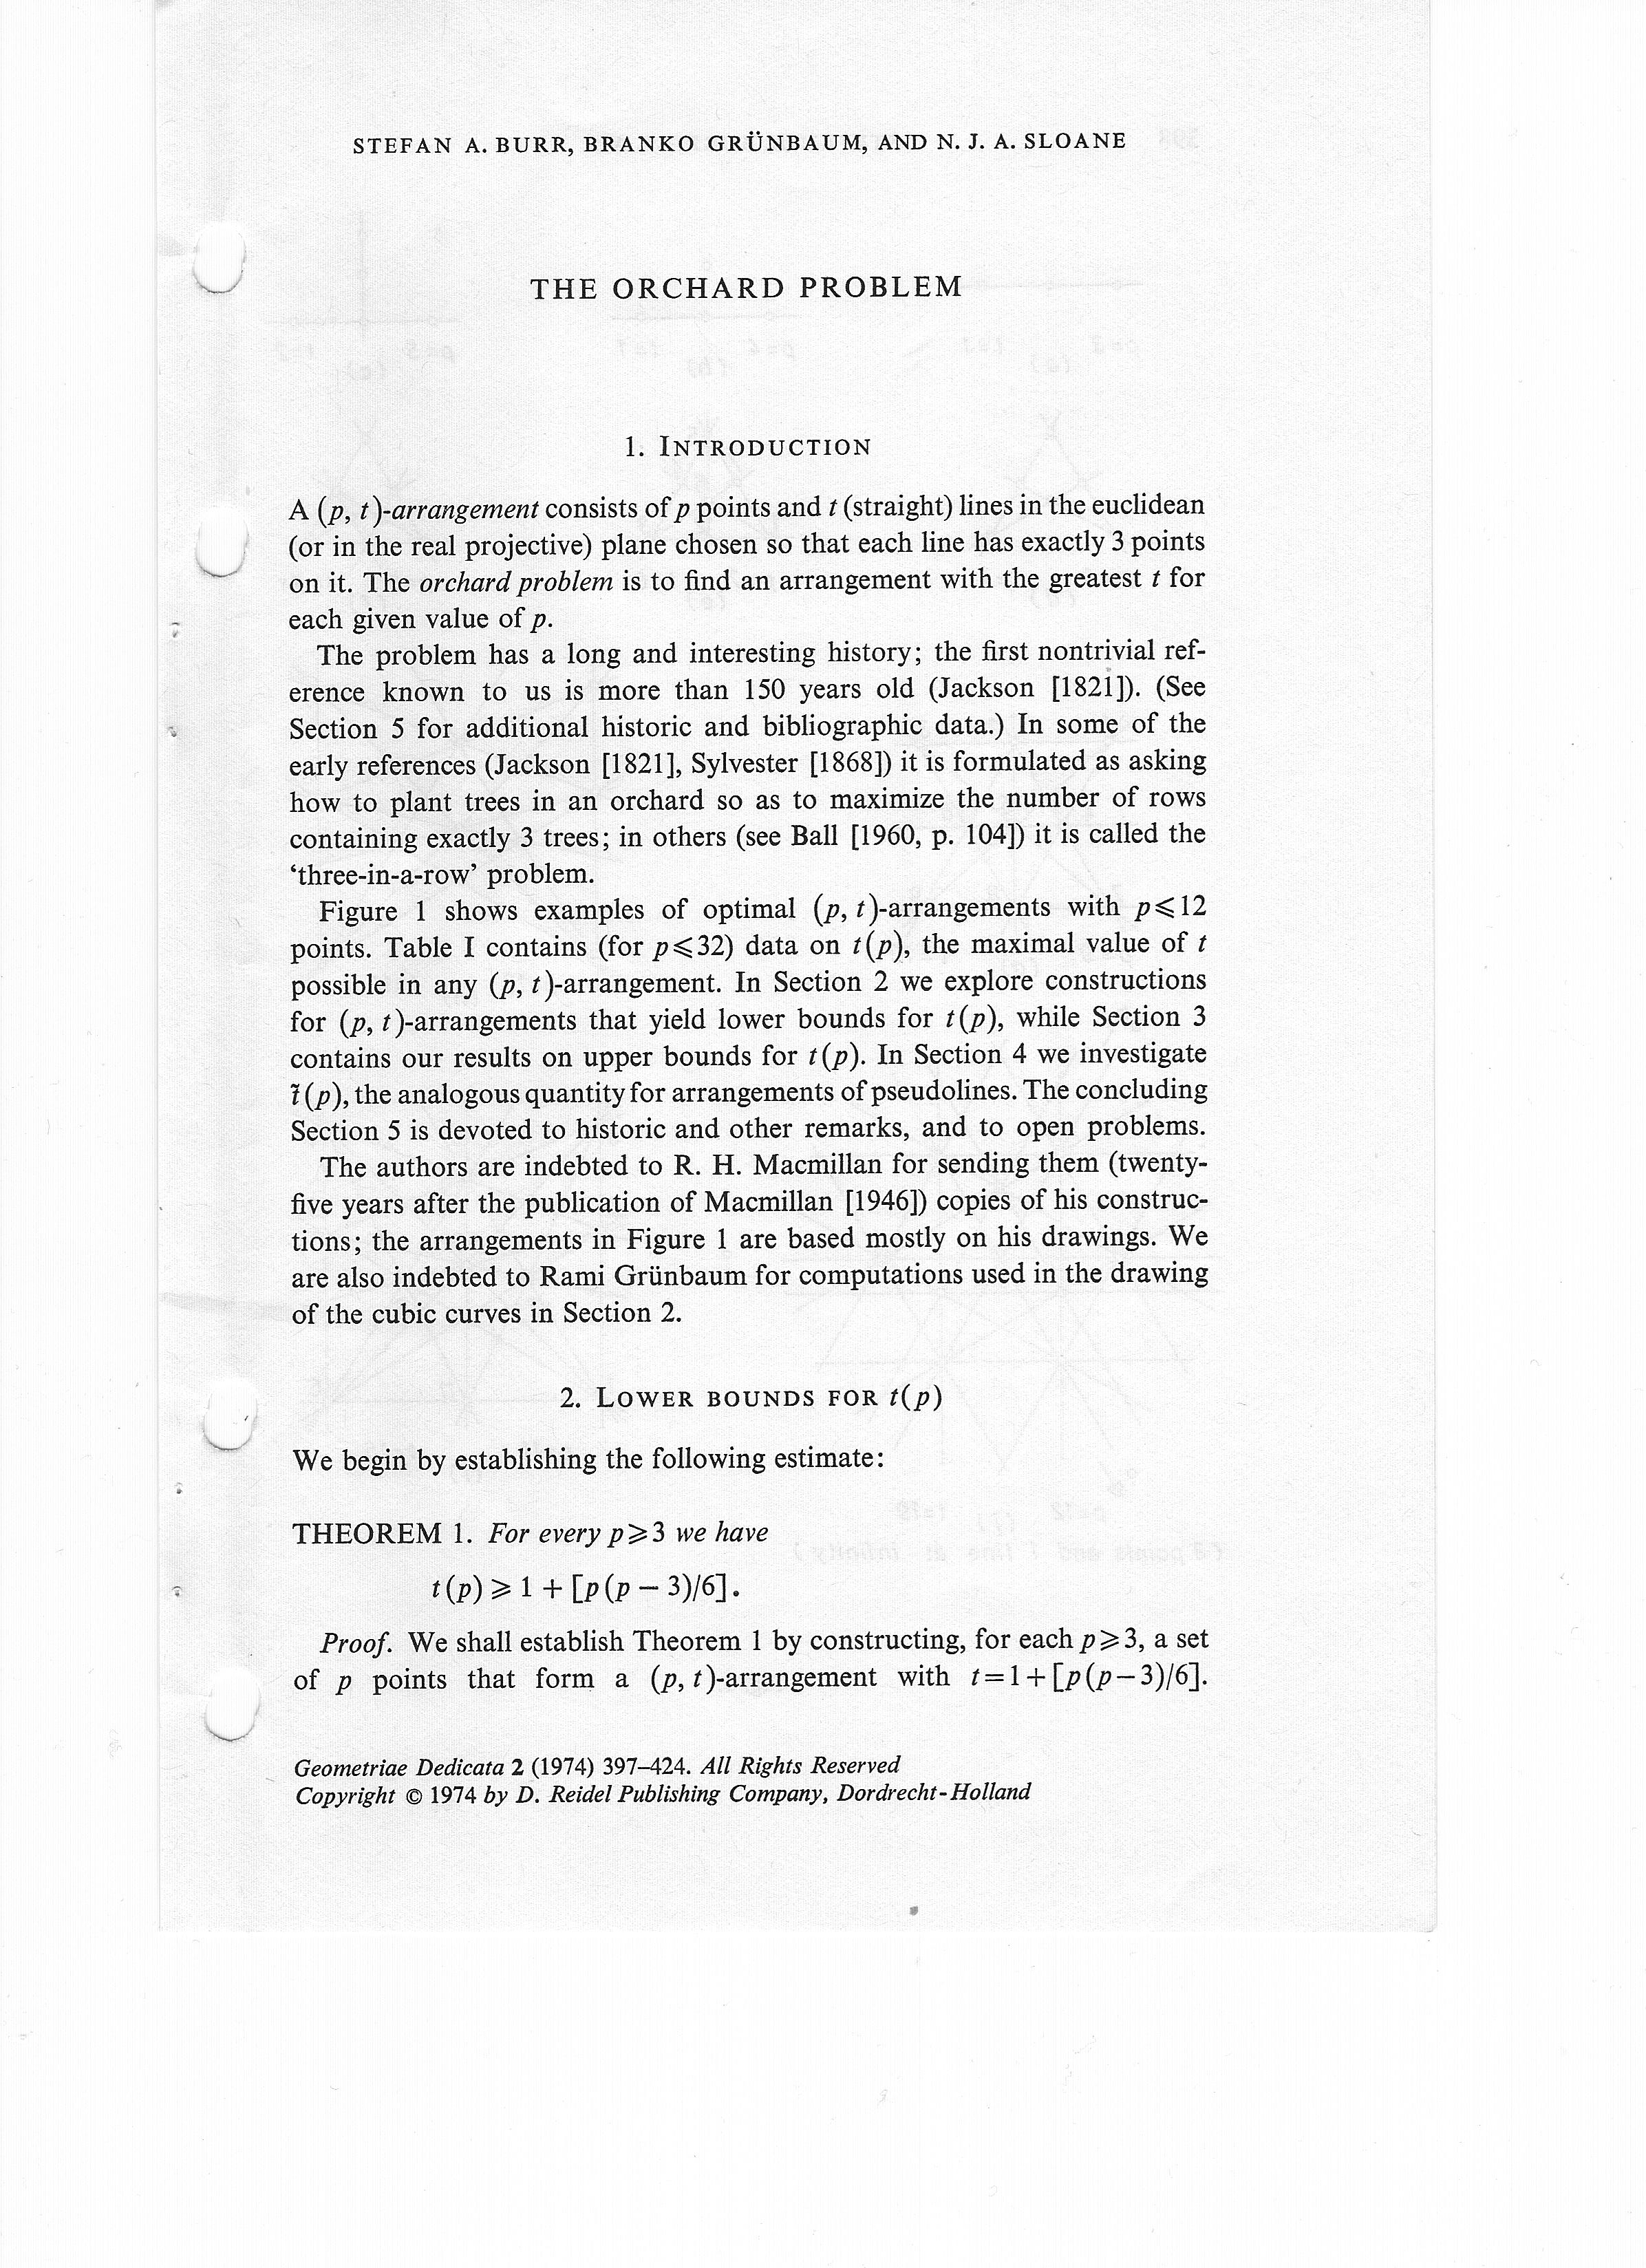 STEFAN A. BURR, BRANKO GRÜNBAUM, AND N. J. A. SLOANE
THE ORCHARD PROBLEM
1. INTRODUCTION
A (p, t)-arrangement consists of p points and t (straight) lines in the euclidean
(or in the real projective) plane chosen so that each line has exactly 3 points
on it. The orchard problem is to find an arrangement with the greatest t for
each given value of p.
The problem has a long and interesting history; the first nontrivial ref-
erence known to us is more than 150 years old (Jackson [1821]). (See
Section 5 for additional historic and bibliographic data.) In some of the
early references (Jackson [1821], Sylvester [1868]) it is formulated as asking
how to plant trees in an orchard so as to maximize the number of rows
containing exactly 3 trees; in others (see Ball [1960, p. 104]) it is called the
‘three-in-a-row’ problem.
Figure 1 shows examples of optimal (p, t)-arrangements with p⩽12
points. Table I contains (for p⩽32) data on t(p), the maximal value of t
possible in any (p, t)-arrangement. In Section 2 we explore constructions
for (p, t)-arrangements that yield lower bounds for t(p), while Section 3
contains our results on upper bounds for t(p). In Section 4 we investigate
t̃(p), the analogous quantity for arrangements of pseudolines. The concluding
Section 5 is devoted to historic and other remarks, and to open problems.
The authors are indebted to R. H. Macmillan for sending them (twenty-
five years after the publication of Macmillan [1946]) copies of his construc-
tions; the arrangements in Figure 1 are based mostly on his drawings. We
are also indebted to Rami Grünbaum for computations used in the drawing
of the cubic curves in Section 2.
2. LOWER BOUNDS FOR t(p)
We begin by establishing the following estimate:
THEOREM 1. For every p⩾3 we have
t(p) ⩾ 1 + [p(p − 3)/6].
Proof. We shall establish Theorem 1 by constructing, for each p⩾3, a set
of p points that form a (p, t)-arrangement with t=1+[p(p−3)/6].
Geometriae Dedicata 2 (1974) 397–424. All Rights Reserved
Copyright © 1974 by D. Reidel Publishing Company, Dordrecht-Holland